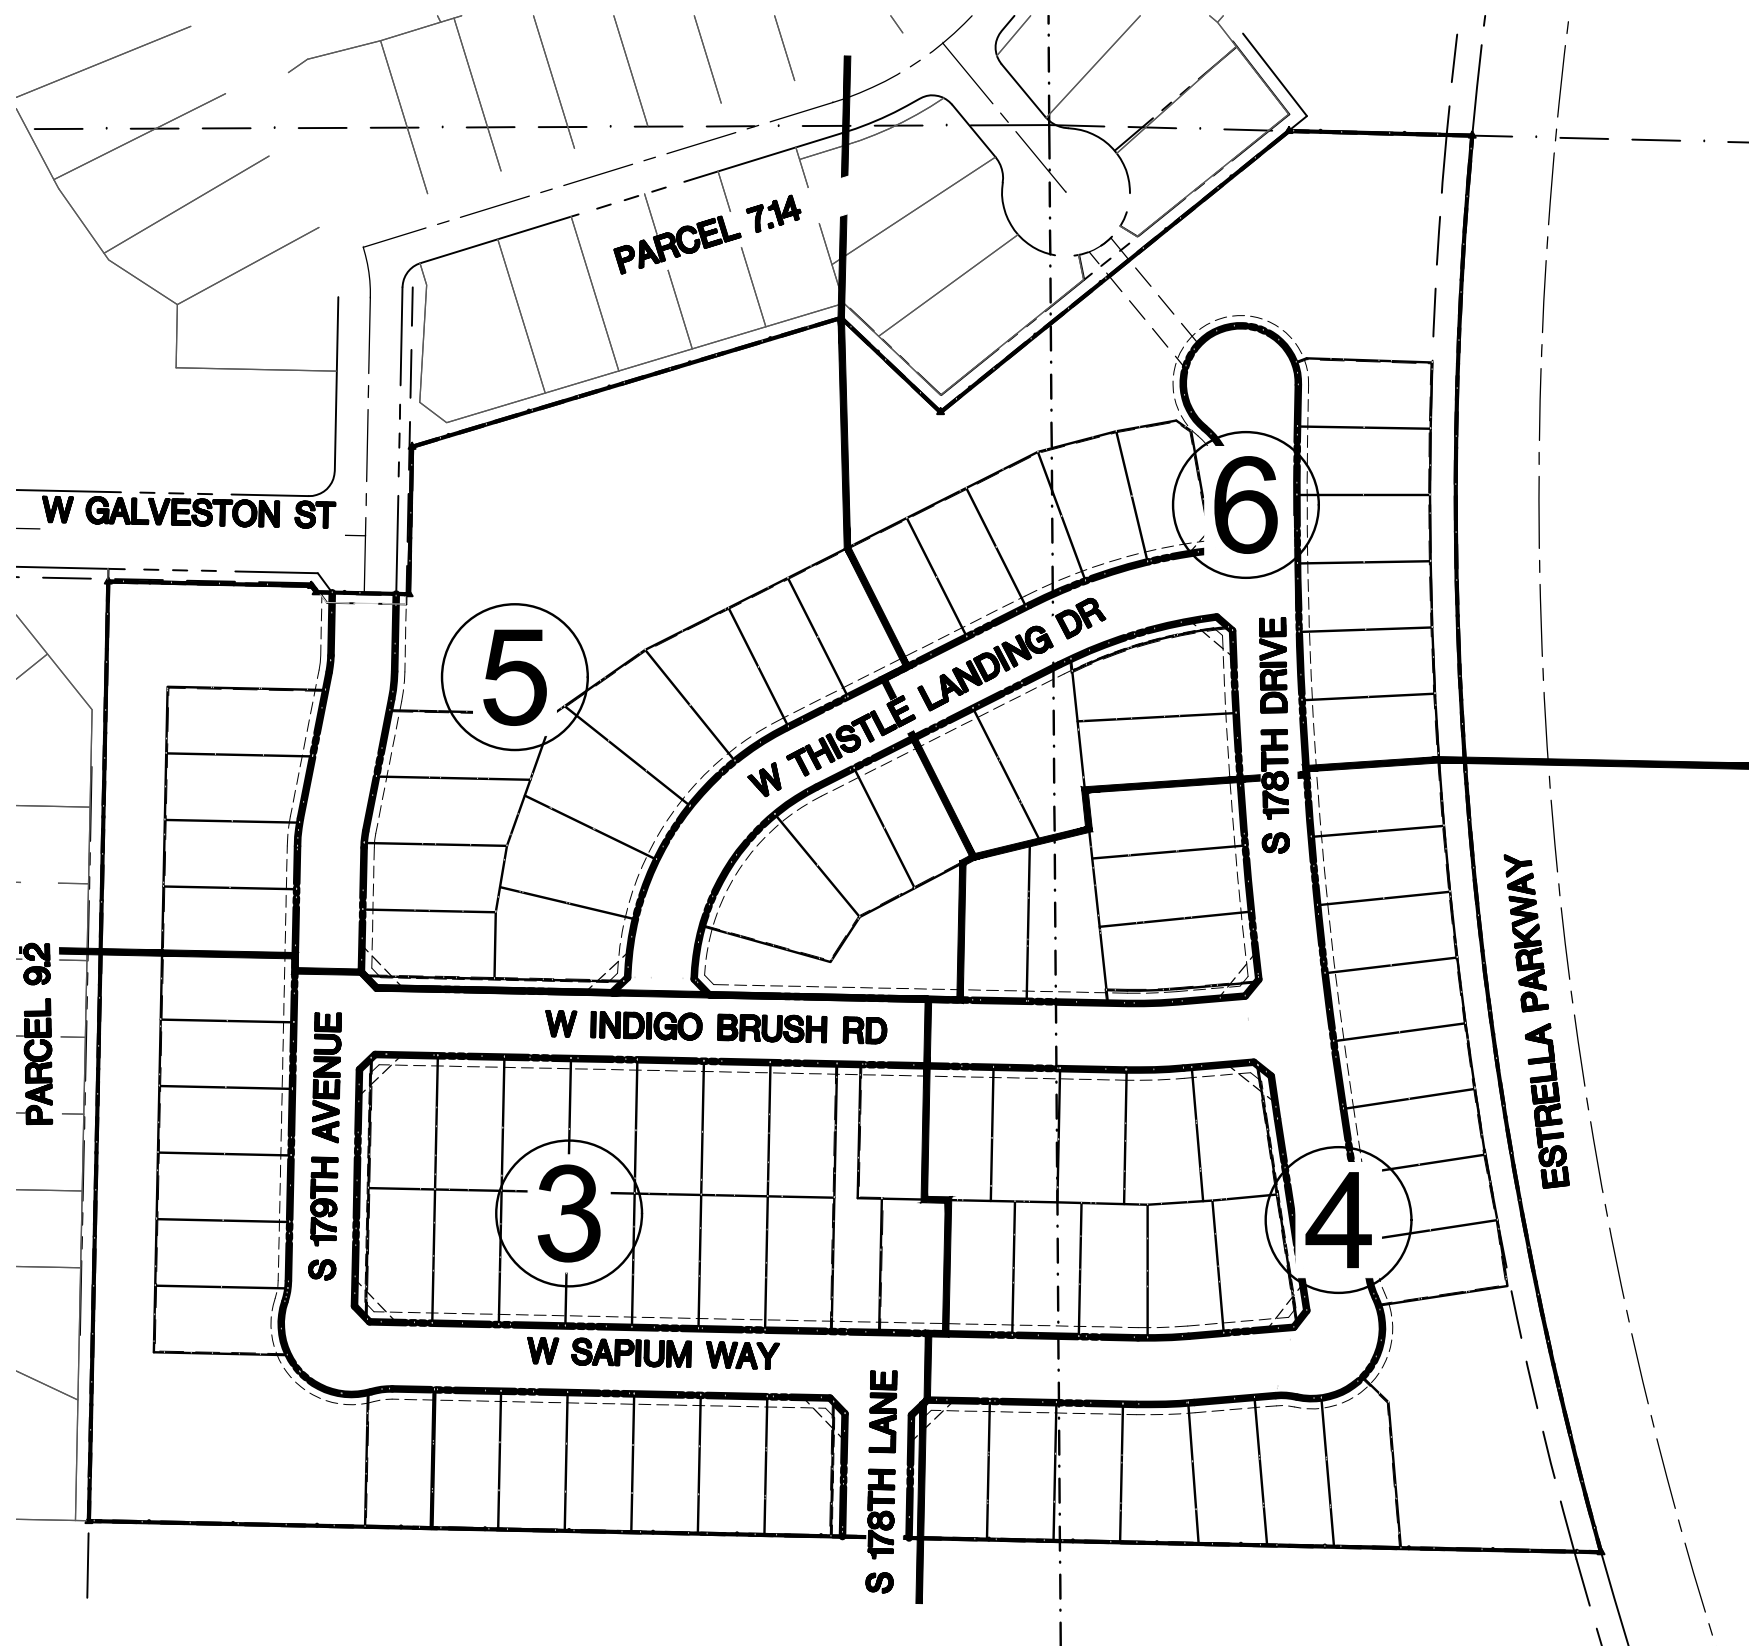 PARCEL 7.14
6
W GALVESTON ST
5
W THISTLE LANDING DR
S 178TH DRIVE
ESTRELLA PARKWAY
PARCEL 9.2
W INDIGO BRUSH RD
S 179TH AVENUE
3
4
W SAPIUM WAY
S 178TH LANE